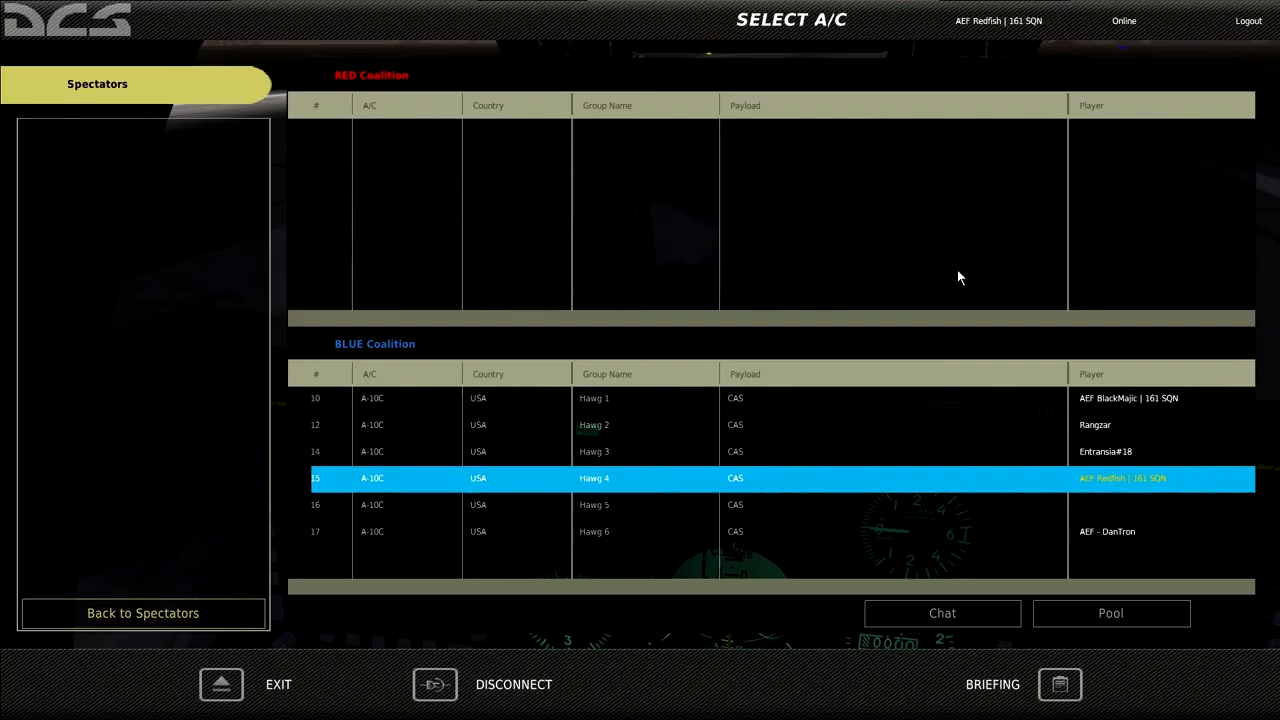 DCS
SELECT A/C
AEF Redfish | 161 SQN Online Logout
Spectators
RED Coalition
# A/C Country Group Name Payload Player
BLUE Coalition
# A/C Country Group Name Payload Player
10 A-10C USA Hawg 1 CAS AEF BlackMajic | 161 SQN
12 A-10C USA Hawg 2 CAS Rangzar
14 A-10C USA Hawg 3 CAS Entransia#18
15 A-10C USA Hawg 4 CAS AEF Redfish | 161 SQN
16 A-10C USA Hawg 5 CAS
17 A-10C USA Hawg 6 CAS AEF - DanTron
Back to Spectators
Chat Pool
EXIT DISCONNECT BRIEFING